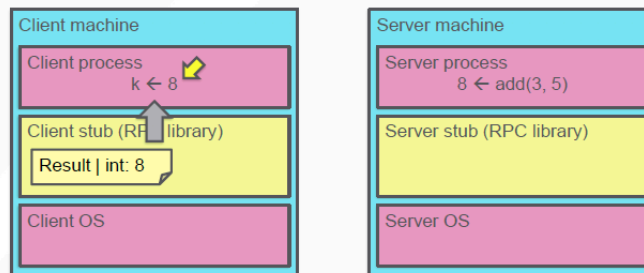 Client machine
Client process
k ← 8
Client stub (RPC library)
Result | int: 8
Client OS
Server machine
Server process
8 ← add(3, 5)
Server stub (RPC library)
Server OS